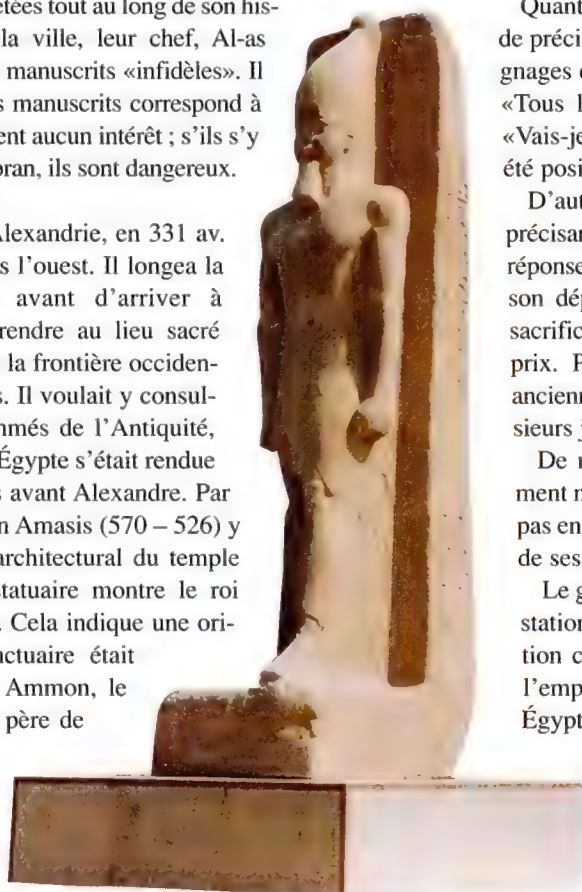 étées tout au long de son his-
la ville, leur chef, Al-as
manuscrits «infidèles». Il
s manuscrits correspond à
ent aucun intérêt ; s'ils s'y
oran, ils sont dangereux.
Alexandrie, en 331 av.
s l'ouest. Il longea la
avant d'arriver à
rendre au lieu sacré
la frontière occiden-
s. Il voulait y consul-
mmés de l'Antiquité,
Égypte s'était rendue
s avant Alexandre. Par
n Amasis (570 – 526) y
architectural du temple
statuaire montre le roi
. Cela indique une ori-
nctuaire était
Ammon, le
père de
Quant
de préci
gnages
«Tous l
«Vais-je
été posi
D'aut
précisan
réponse
son dép
sacrific
prix. P
ancienn
sieurs j
De n
ment n
pas en
de ses
Le g
station
tion c
l'emp
Égypt